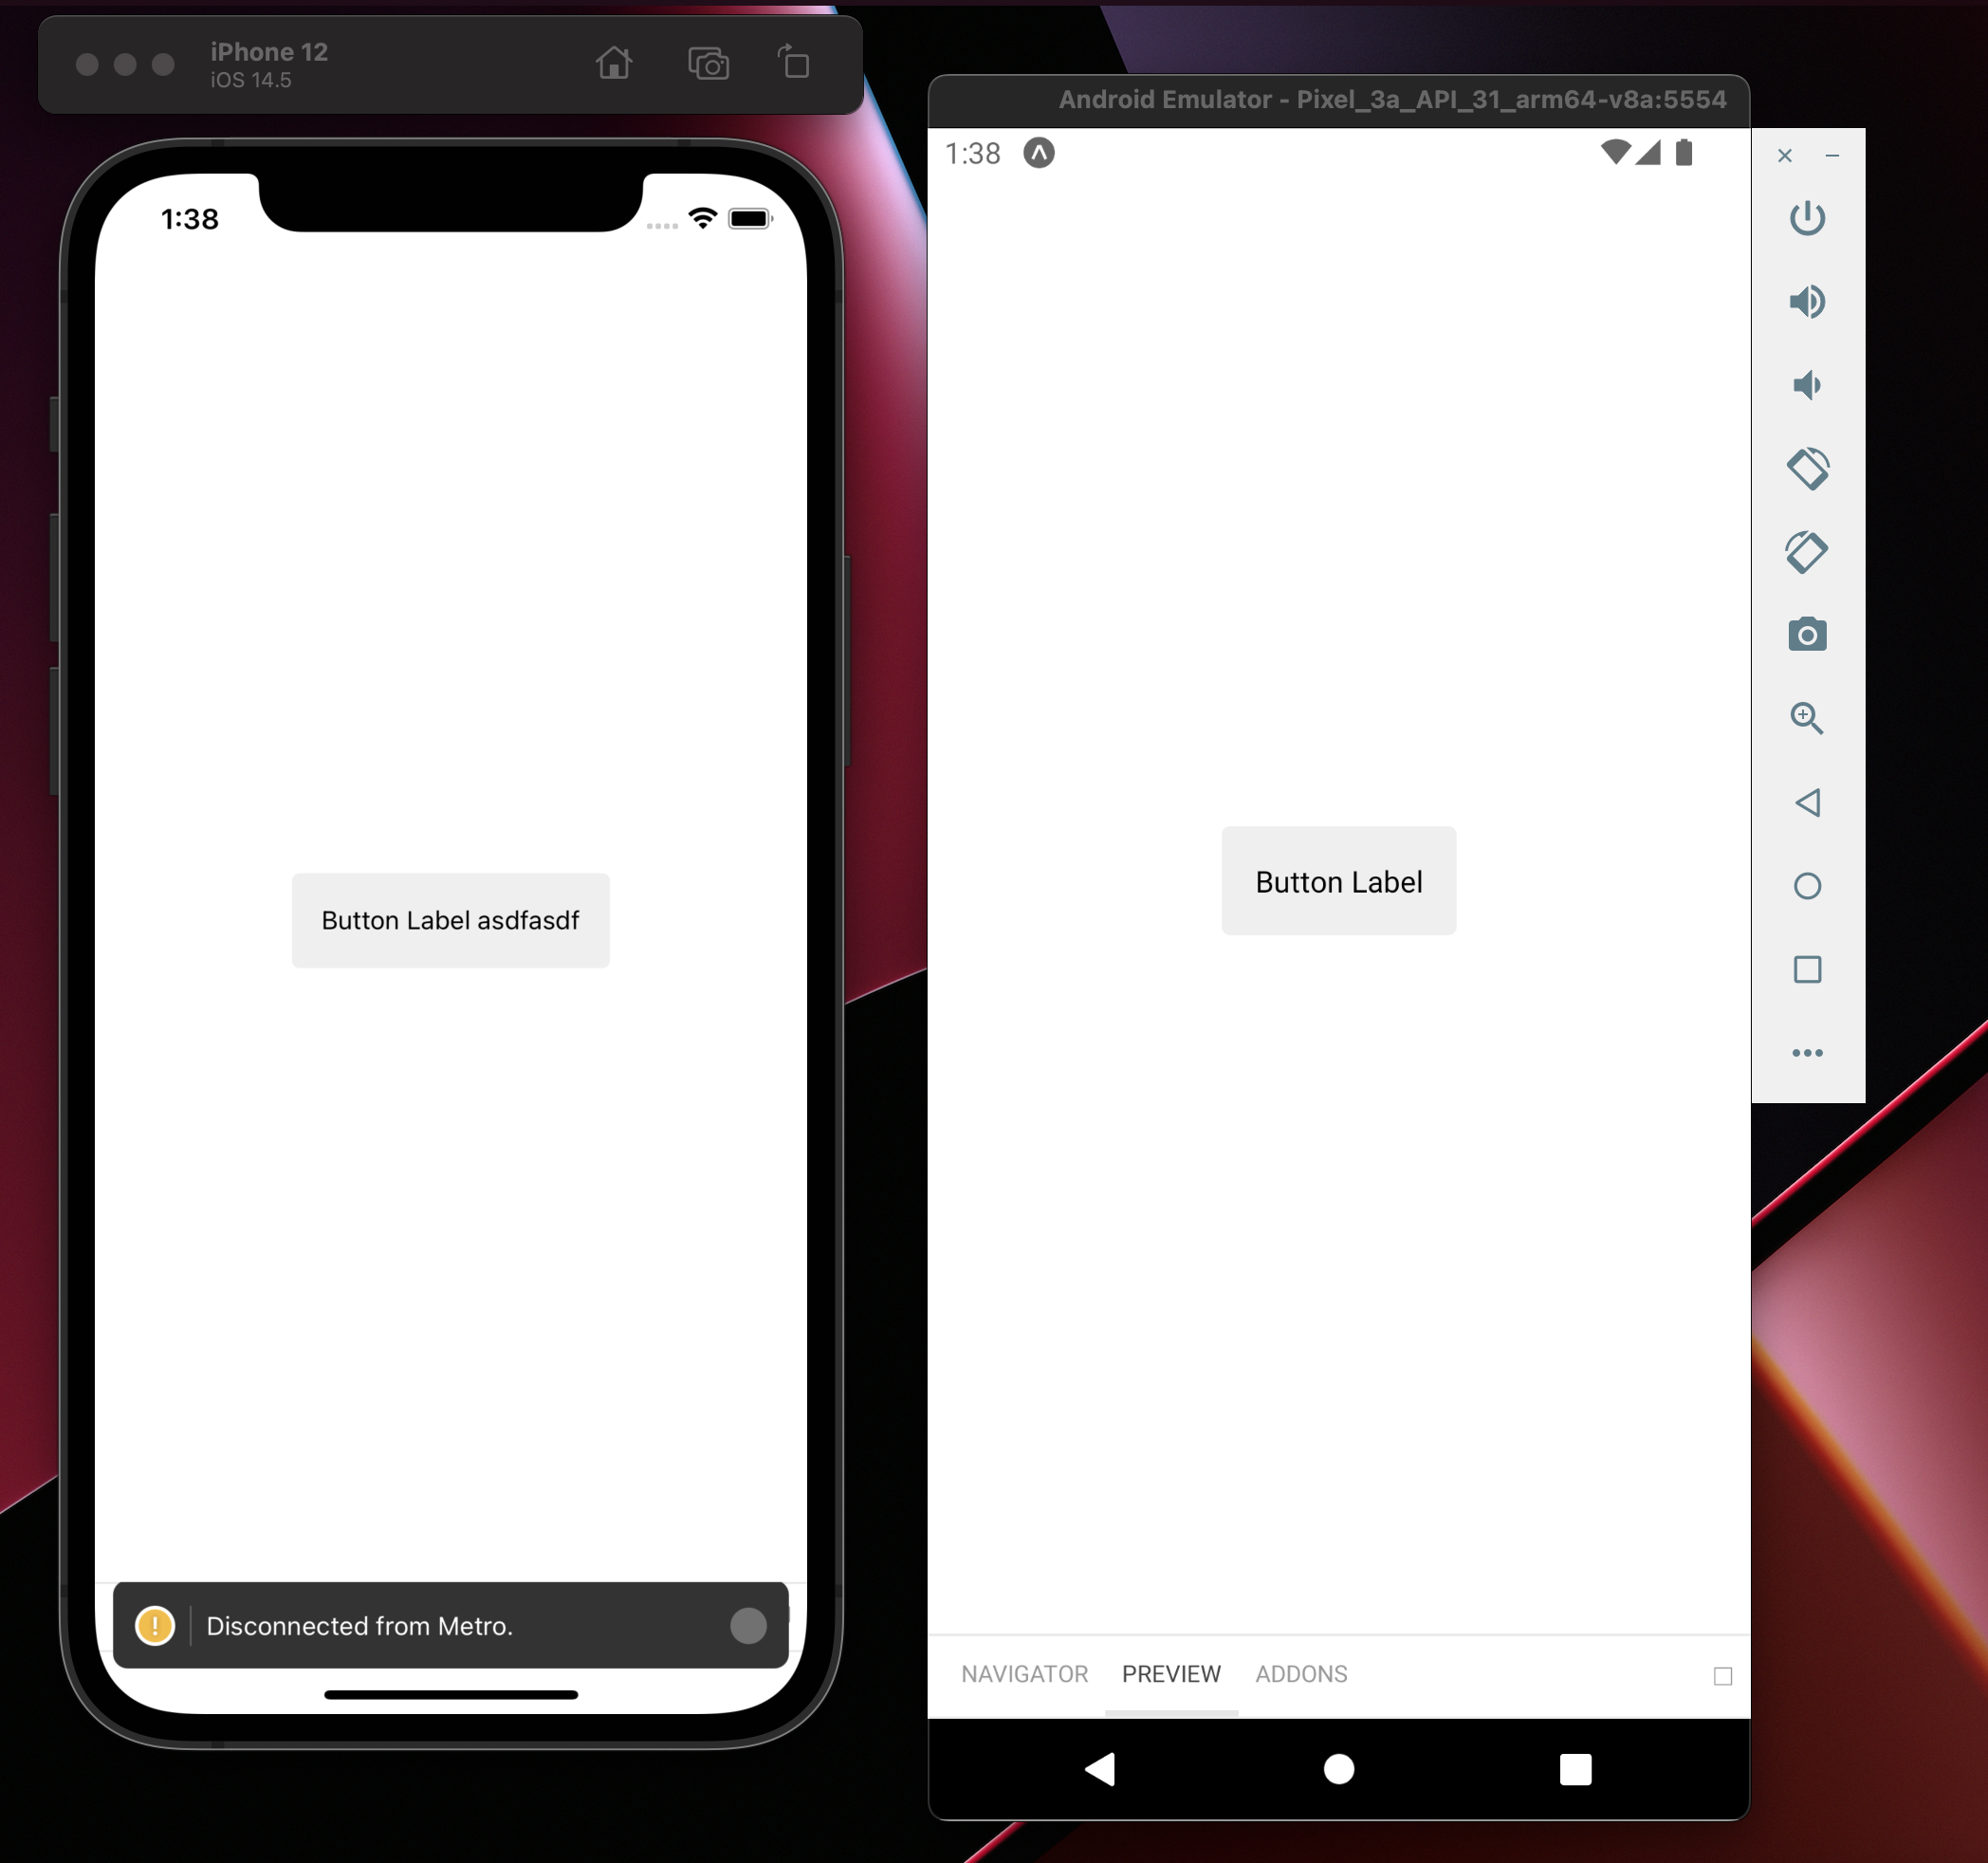 iPhone 12
iOS 14.5
1:38
Button Label asdfasdf
Disconnected from Metro.
Android Emulator - Pixel_3a_API_31_arm64-v8a:5554
1:38
Button Label
NAVIGATOR PREVIEW ADDONS